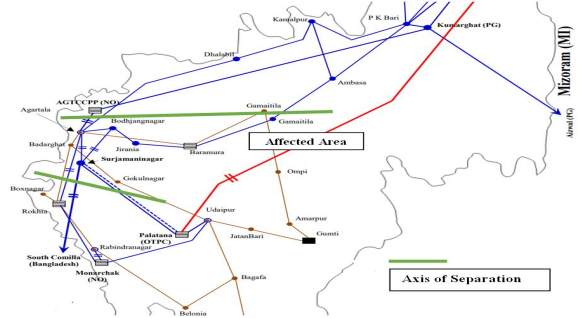 Kamalpur
P K Bari
Kumarghat (PG)
Mizoram (MI)
Aizwal (PG)
Dhalabil
Ambasa
AGTCCPP (NO)
Gamaitila
Agartala
Bodhjangnagar
Gamaitila
Jirania
Badarghat
Baramura
Affected Area
Surjamaninagar
Gokulnagar
Ompi
Boxnagar
Rokhia
Udaipur
Amarpur
Palatana
(OTPC)
JatanBari
Gumti
Rabindranagar
South Comilla
(Bangladesh)
Monarchak
(NO)
Bagafa
Axis of Separation
Belonia